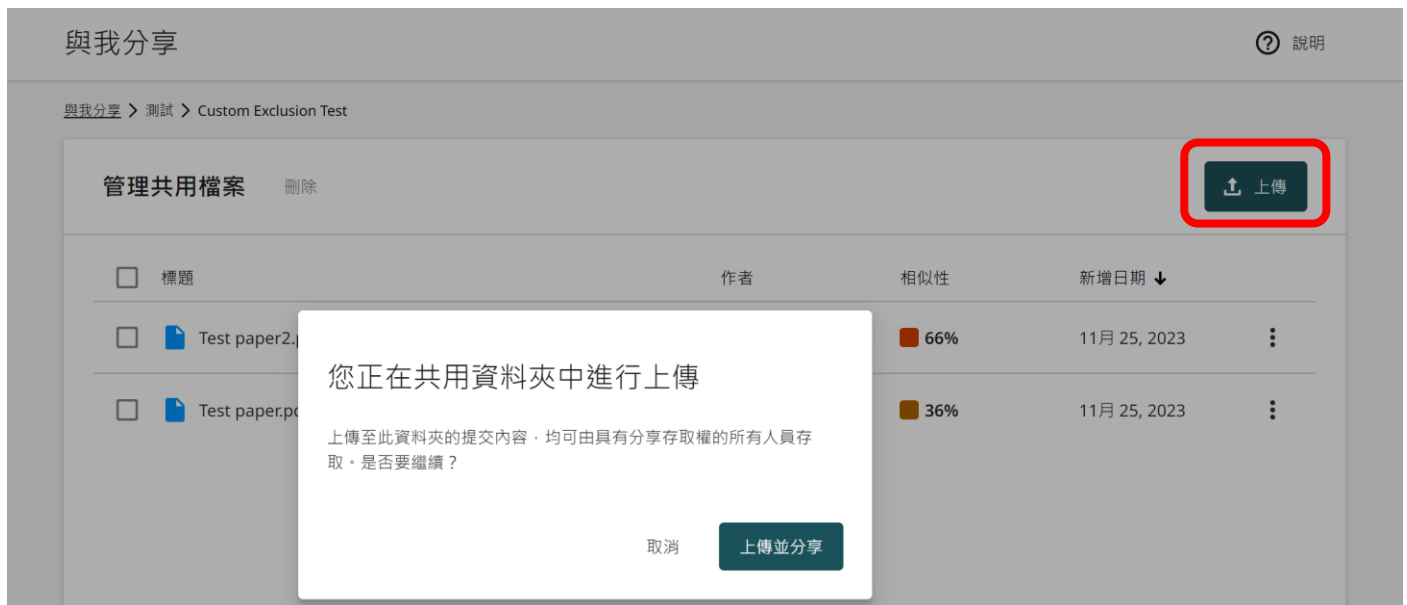 與我分享
說明
與我分享 > 測試 > Custom Exclusion Test
管理共用檔案 刪除 上傳
標題 作者 相似性 新增日期
Test paper2.p 66% 11月 25, 2023
Test paper.pd 36% 11月 25, 2023
您正在共用資料夾中進行上傳
上傳至此資料夾的提交內容,均可由具有分享存取權的所有人員存
取。是否要繼續?
取消 上傳並分享